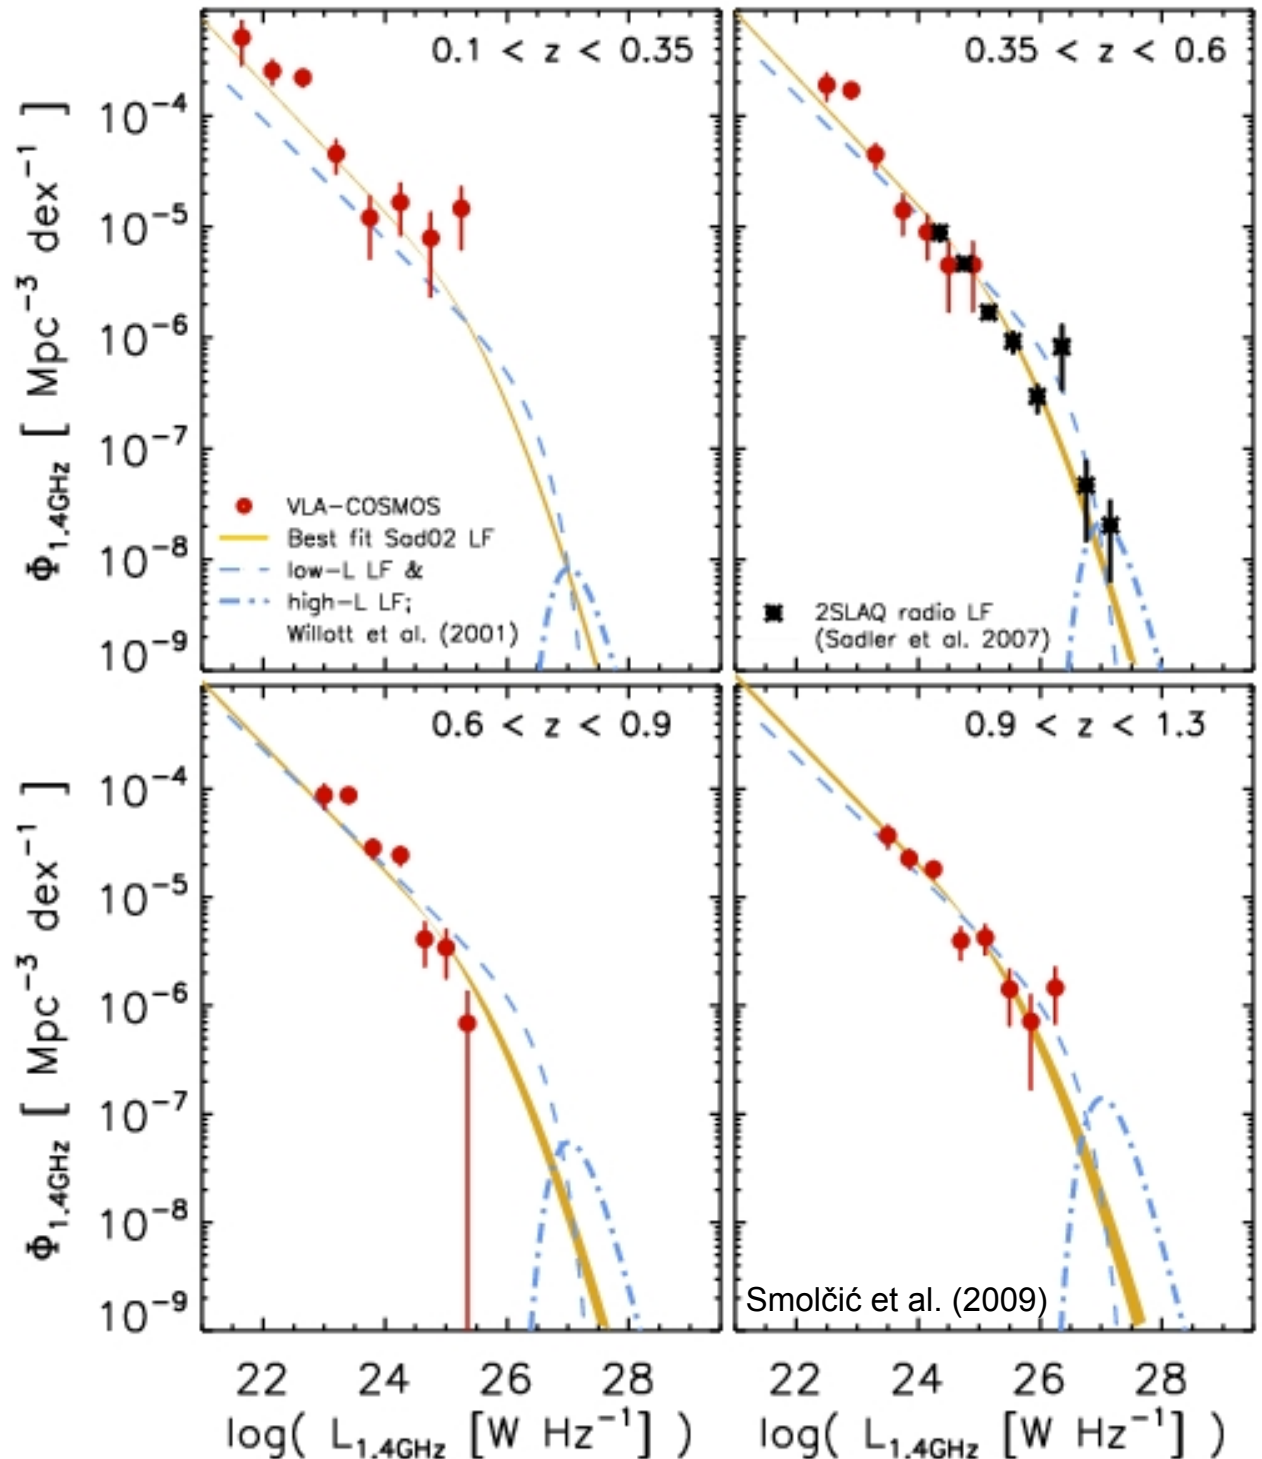 0.1 < z < 0.35
0.35 < z < 0.6
10⁻⁴
10⁻⁵
10⁻⁶
10⁻⁷
10⁻⁸
10⁻⁹
Φ1.4GHz [ Mpc⁻³ dex⁻¹ ]
VLA-COSMOS
Best fit Sad02 LF
low-L LF &
high-L LF;
Willott et al. (2001)
2SLAQ radio LF
(Sadler et al. 2007)
0.6 < z < 0.9
0.9 < z < 1.3
10⁻⁴
10⁻⁵
10⁻⁶
10⁻⁷
10⁻⁸
10⁻⁹
Φ1.4GHz [ Mpc⁻³ dex⁻¹ ]
Smolčić et al. (2009)
22 24 26 28
22 24 26 28
log( L1.4GHz [W Hz⁻¹] )
log( L1.4GHz [W Hz⁻¹] )